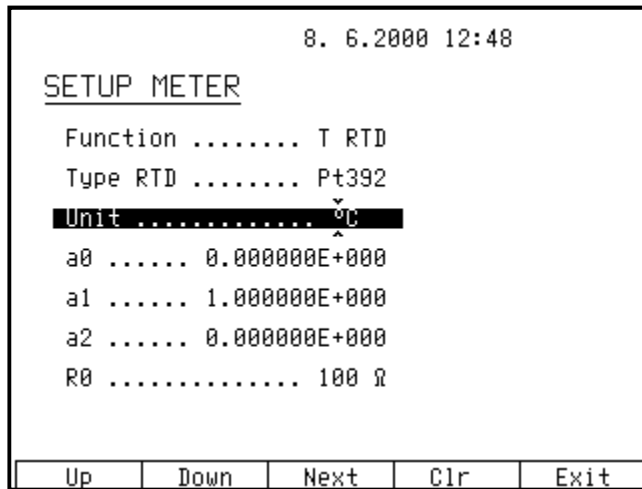 8. 6.2000 12:48
SETUP METER
Function ........ T RTD
Type RTD ........ Pt392
Unit ............. ºC
a0 ...... 0.000000E+000
a1 ...... 1.000000E+000
a2 ...... 0.000000E+000
R0 .............. 100 Ω
Up Down Next Clr Exit